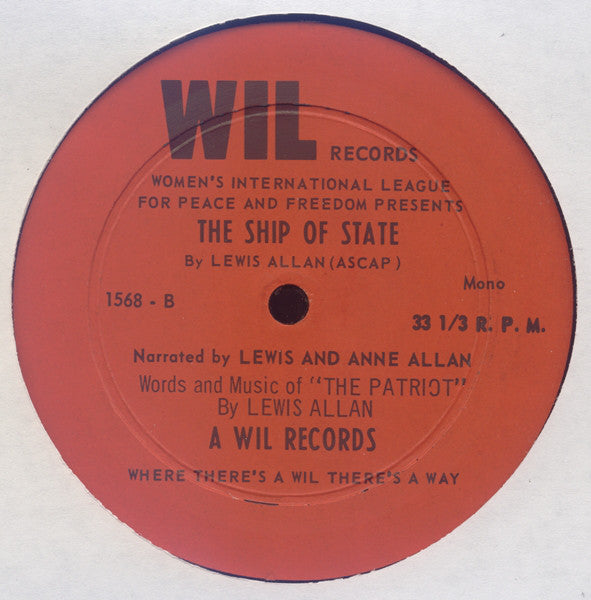 WIL RECORDS
WOMEN'S INTERNATIONAL LEAGUE
FOR PEACE AND FREEDOM PRESENTS
THE SHIP OF STATE
By LEWIS ALLAN (ASCAP)
Mono
1568 - B
33 1/3 R. P. M.
Narrated by LEWIS AND ANNE ALLAN
Words and Music of "THE PATRIOT"
By LEWIS ALLAN
A WIL RECORDS
WHERE THERE'S A WIL THERE'S A WAY